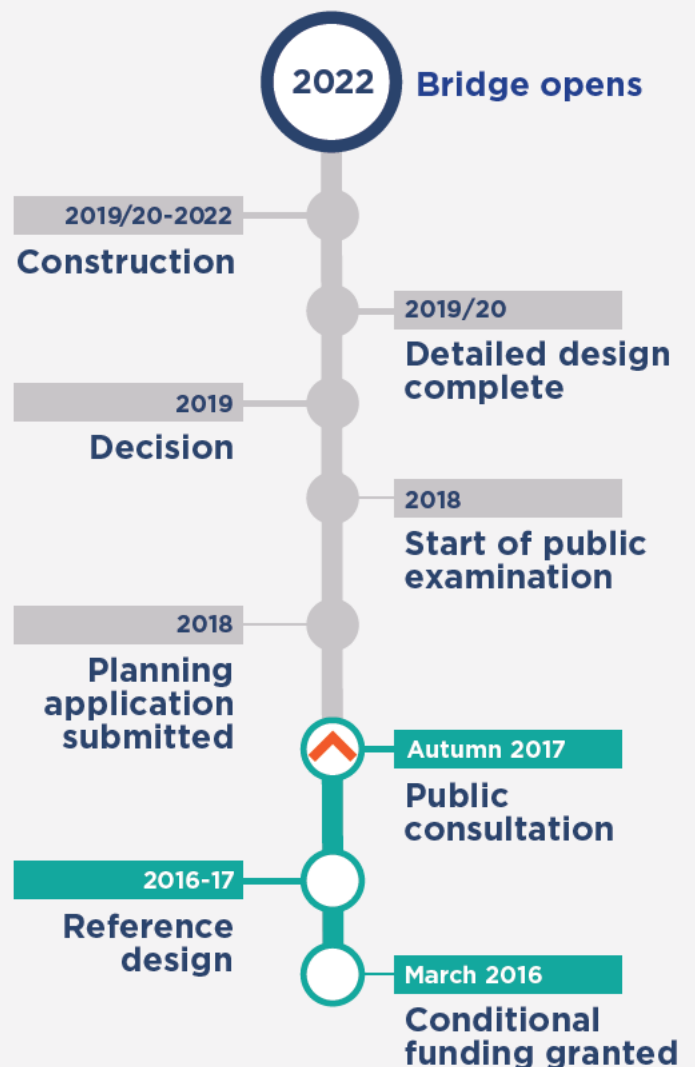 2022
Bridge opens
2019/20-2022
Construction
2019/20
Detailed design
complete
2019
Decision
2018
Start of public
examination
2018
Planning
application
submitted
Autumn 2017
Public
consultation
2016-17
Reference
design
March 2016
Conditional
funding granted